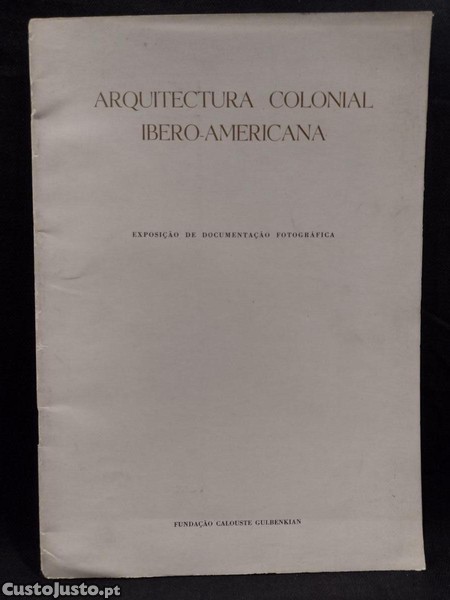 ARQUITECTURA COLONIAL
IBERO-AMERICANA
EXPOSIÇÃO DE DOCUMENTAÇÃO FOTOGRÁFICA
FUNDAÇÃO CALOUSTE GULBENKIAN
CustoJusto.pt